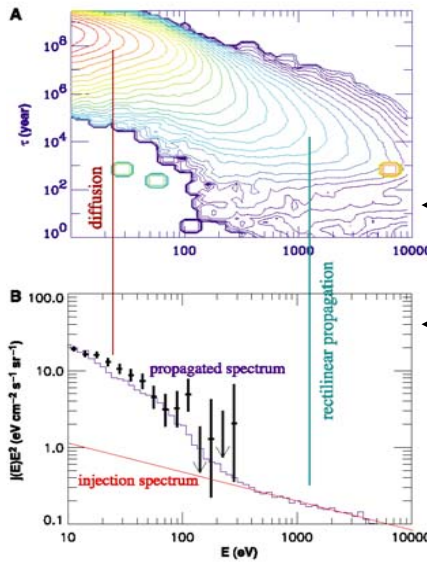 A
10⁸
10⁶
10⁴
10²
10⁰
τ (year)
diffusion
rectilinear propagation
100
1000
10000
B
100.0
10.0
1.0
0.1
J(E)E² (eV cm⁻² s⁻¹ sr⁻¹)
propagated spectrum
injection spectrum
10
100
1000
10000
E (eV)